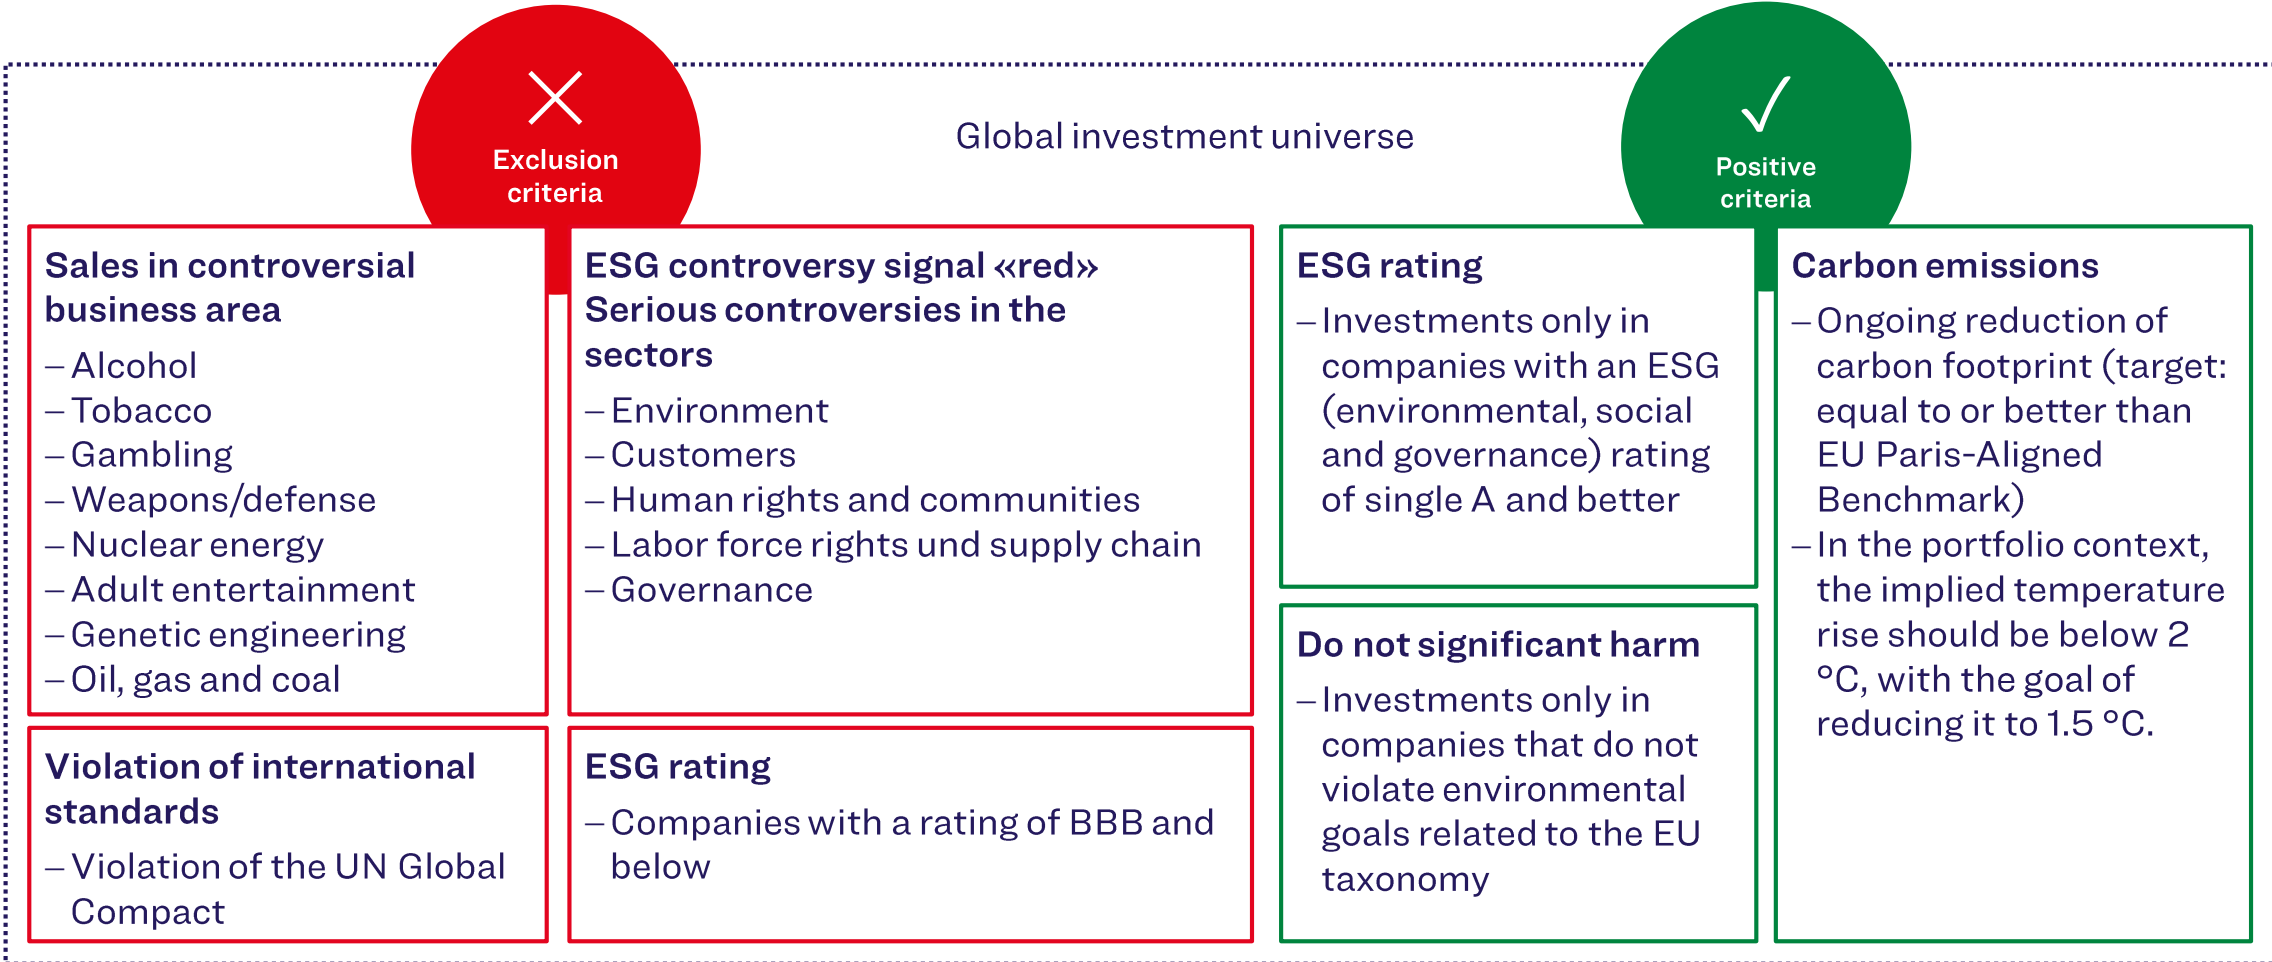 Exclusion
criteria
Global investment universe
Positive
criteria
Sales in controversial
business area
– Alcohol
– Tobacco
– Gambling
– Weapons/defense
– Nuclear energy
– Adult entertainment
– Genetic engineering
– Oil, gas and coal
ESG controversy signal «red»
Serious controversies in the
sectors
– Environment
– Customers
– Human rights and communities
– Labor force rights und supply chain
– Governance
Violation of international
standards
– Violation of the UN Global
Compact
ESG rating
– Companies with a rating of BBB and
below
ESG rating
– Investments only in
companies with an ESG
(environmental, social
and governance) rating
of single A and better
Do not significant harm
– Investments only in
companies that do not
violate environmental
goals related to the EU
taxonomy
Carbon emissions
– Ongoing reduction of
carbon footprint (target:
equal to or better than
EU Paris-Aligned
Benchmark)
– In the portfolio context,
the implied temperature
rise should be below 2
°C, with the goal of
reducing it to 1.5 °C.